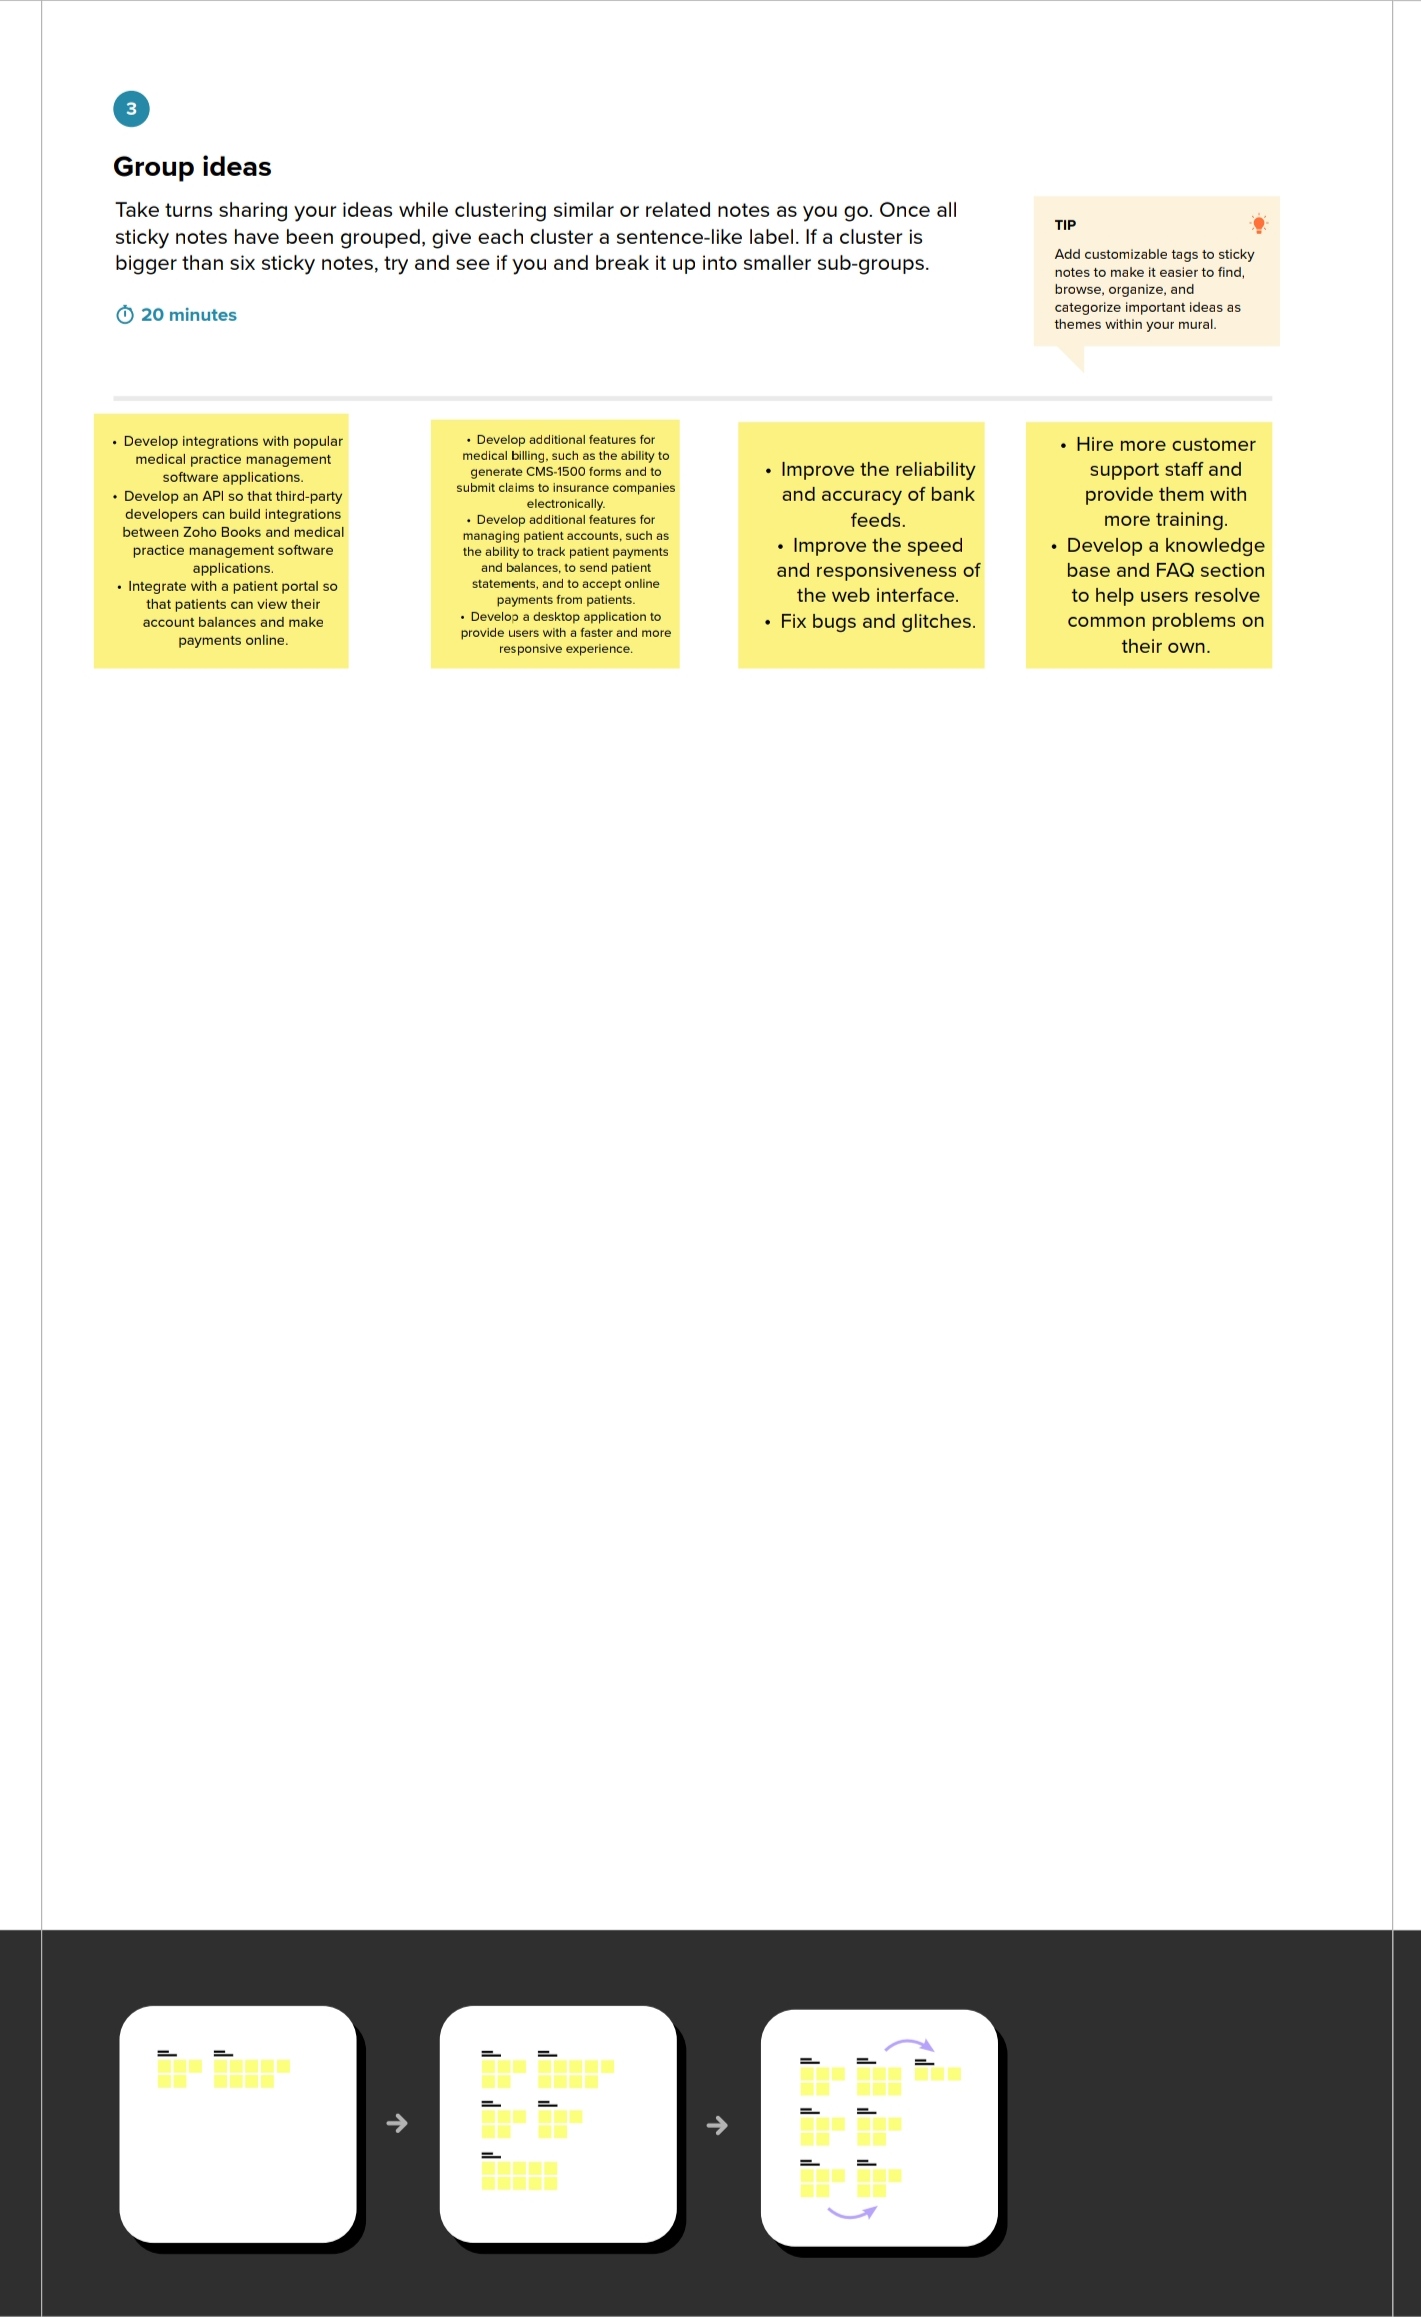 3
Group ideas
Take turns sharing your ideas while clustering similar or related notes as you go. Once all
sticky notes have been grouped, give each cluster a sentence-like label. If a cluster is
bigger than six sticky notes, try and see if you and break it up into smaller sub-groups.
20 minutes
TIP
Add customizable tags to sticky
notes to make it easier to find,
browse, organize, and
categorize important ideas as
themes within your mural.
• Develop integrations with popular
medical practice management
software applications.
• Develop an API so that third-party
developers can build integrations
between Zoho Books and medical
practice management software
applications.
• Integrate with a patient portal so
that patients can view their
account balances and make
payments online.
• Develop additional features for
medical billing, such as the ability to
generate CMS-1500 forms and to
submit claims to insurance companies
electronically.
• Develop additional features for
managing patient accounts, such as
the ability to track patient payments
and balances, to send patient
statements, and to accept online
payments from patients.
• Develop a desktop application to
provide users with a faster and more
responsive experience.
• Improve the reliability
and accuracy of bank
feeds.
• Improve the speed
and responsiveness of
the web interface.
• Fix bugs and glitches.
• Hire more customer
support staff and
provide them with
more training.
• Develop a knowledge
base and FAQ section
to help users resolve
common problems on
their own.